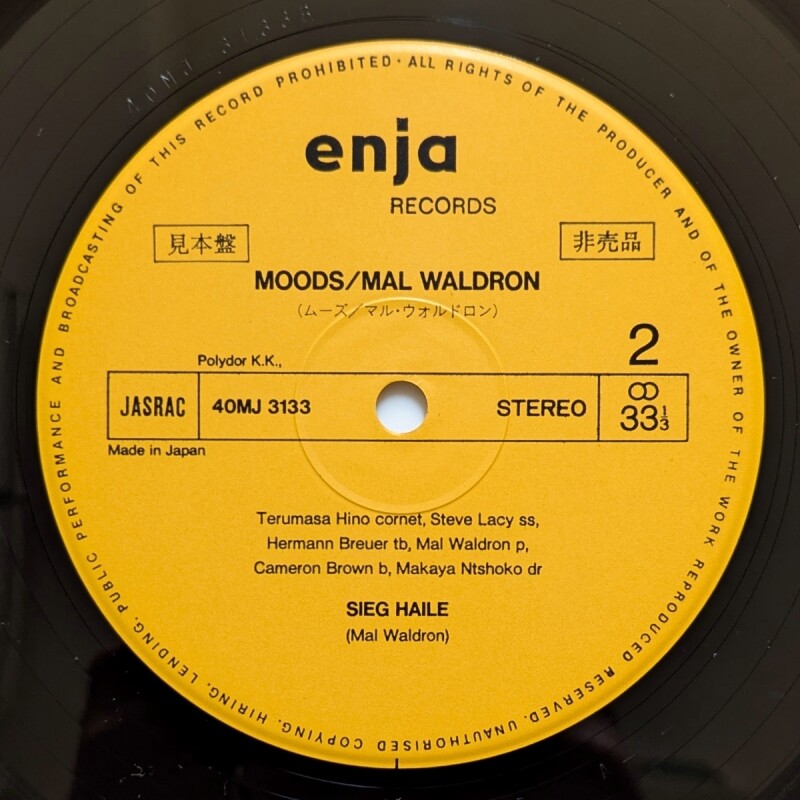 enja
RECORDS
見本盤
非売品
MOODS/MAL WALDRON
(ムーズ/マル・ウォルドロン)
2
Polydor K.K.,
JASRAC
40MJ 3133
STEREO
33⅓
Made in Japan
Terumasa Hino cornet, Steve Lacy ss,
Hermann Breuer tb, Mal Waldron p,
Cameron Brown b, Makaya Ntshoko dr
SIEG HAILE
(Mal Waldron)
ALL RIGHTS OF THE PRODUCER AND OF THE OWNER OF THE WORK REPRODUCED RESERVED. UNAUTHORISED COPYING, HIRING, LENDING, PUBLIC PERFORMANCE AND BROADCASTING OF THIS RECORD PROHIBITED·